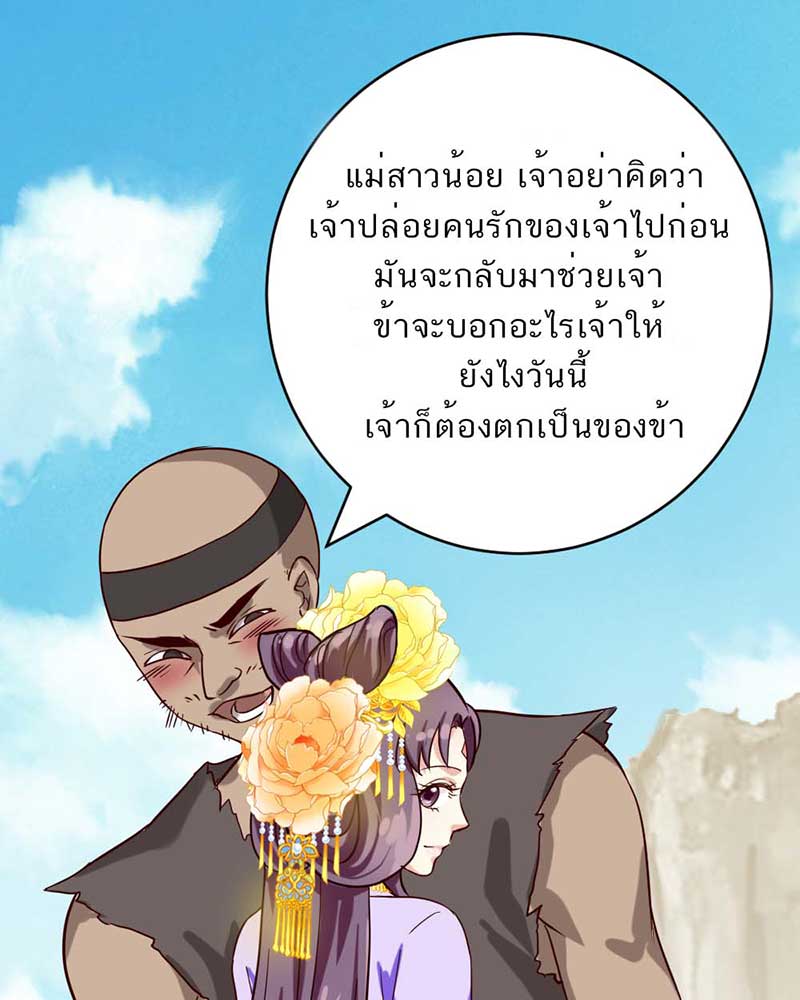 แม่สาวน้อย เจ้าอย่าคิดว่า
เจ้าปล่อยคนรักของเจ้าไปก่อน
มันจะกลับมาช่วยเจ้า
ข้าจะบอกอะไรเจ้าให้
ยังไงวันนี้
เจ้าก็ต้องตกเป็นของข้า